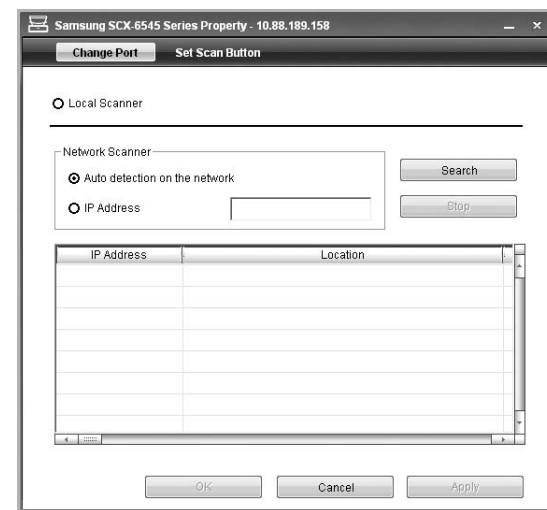 Samsung SCX-6545 Series Property - 10.88.189.158
Change Port Set Scan Button
Local Scanner
Network Scanner
Auto detection on the network
Search
IP Address
Stop
IP Address Location
OK Cancel Apply